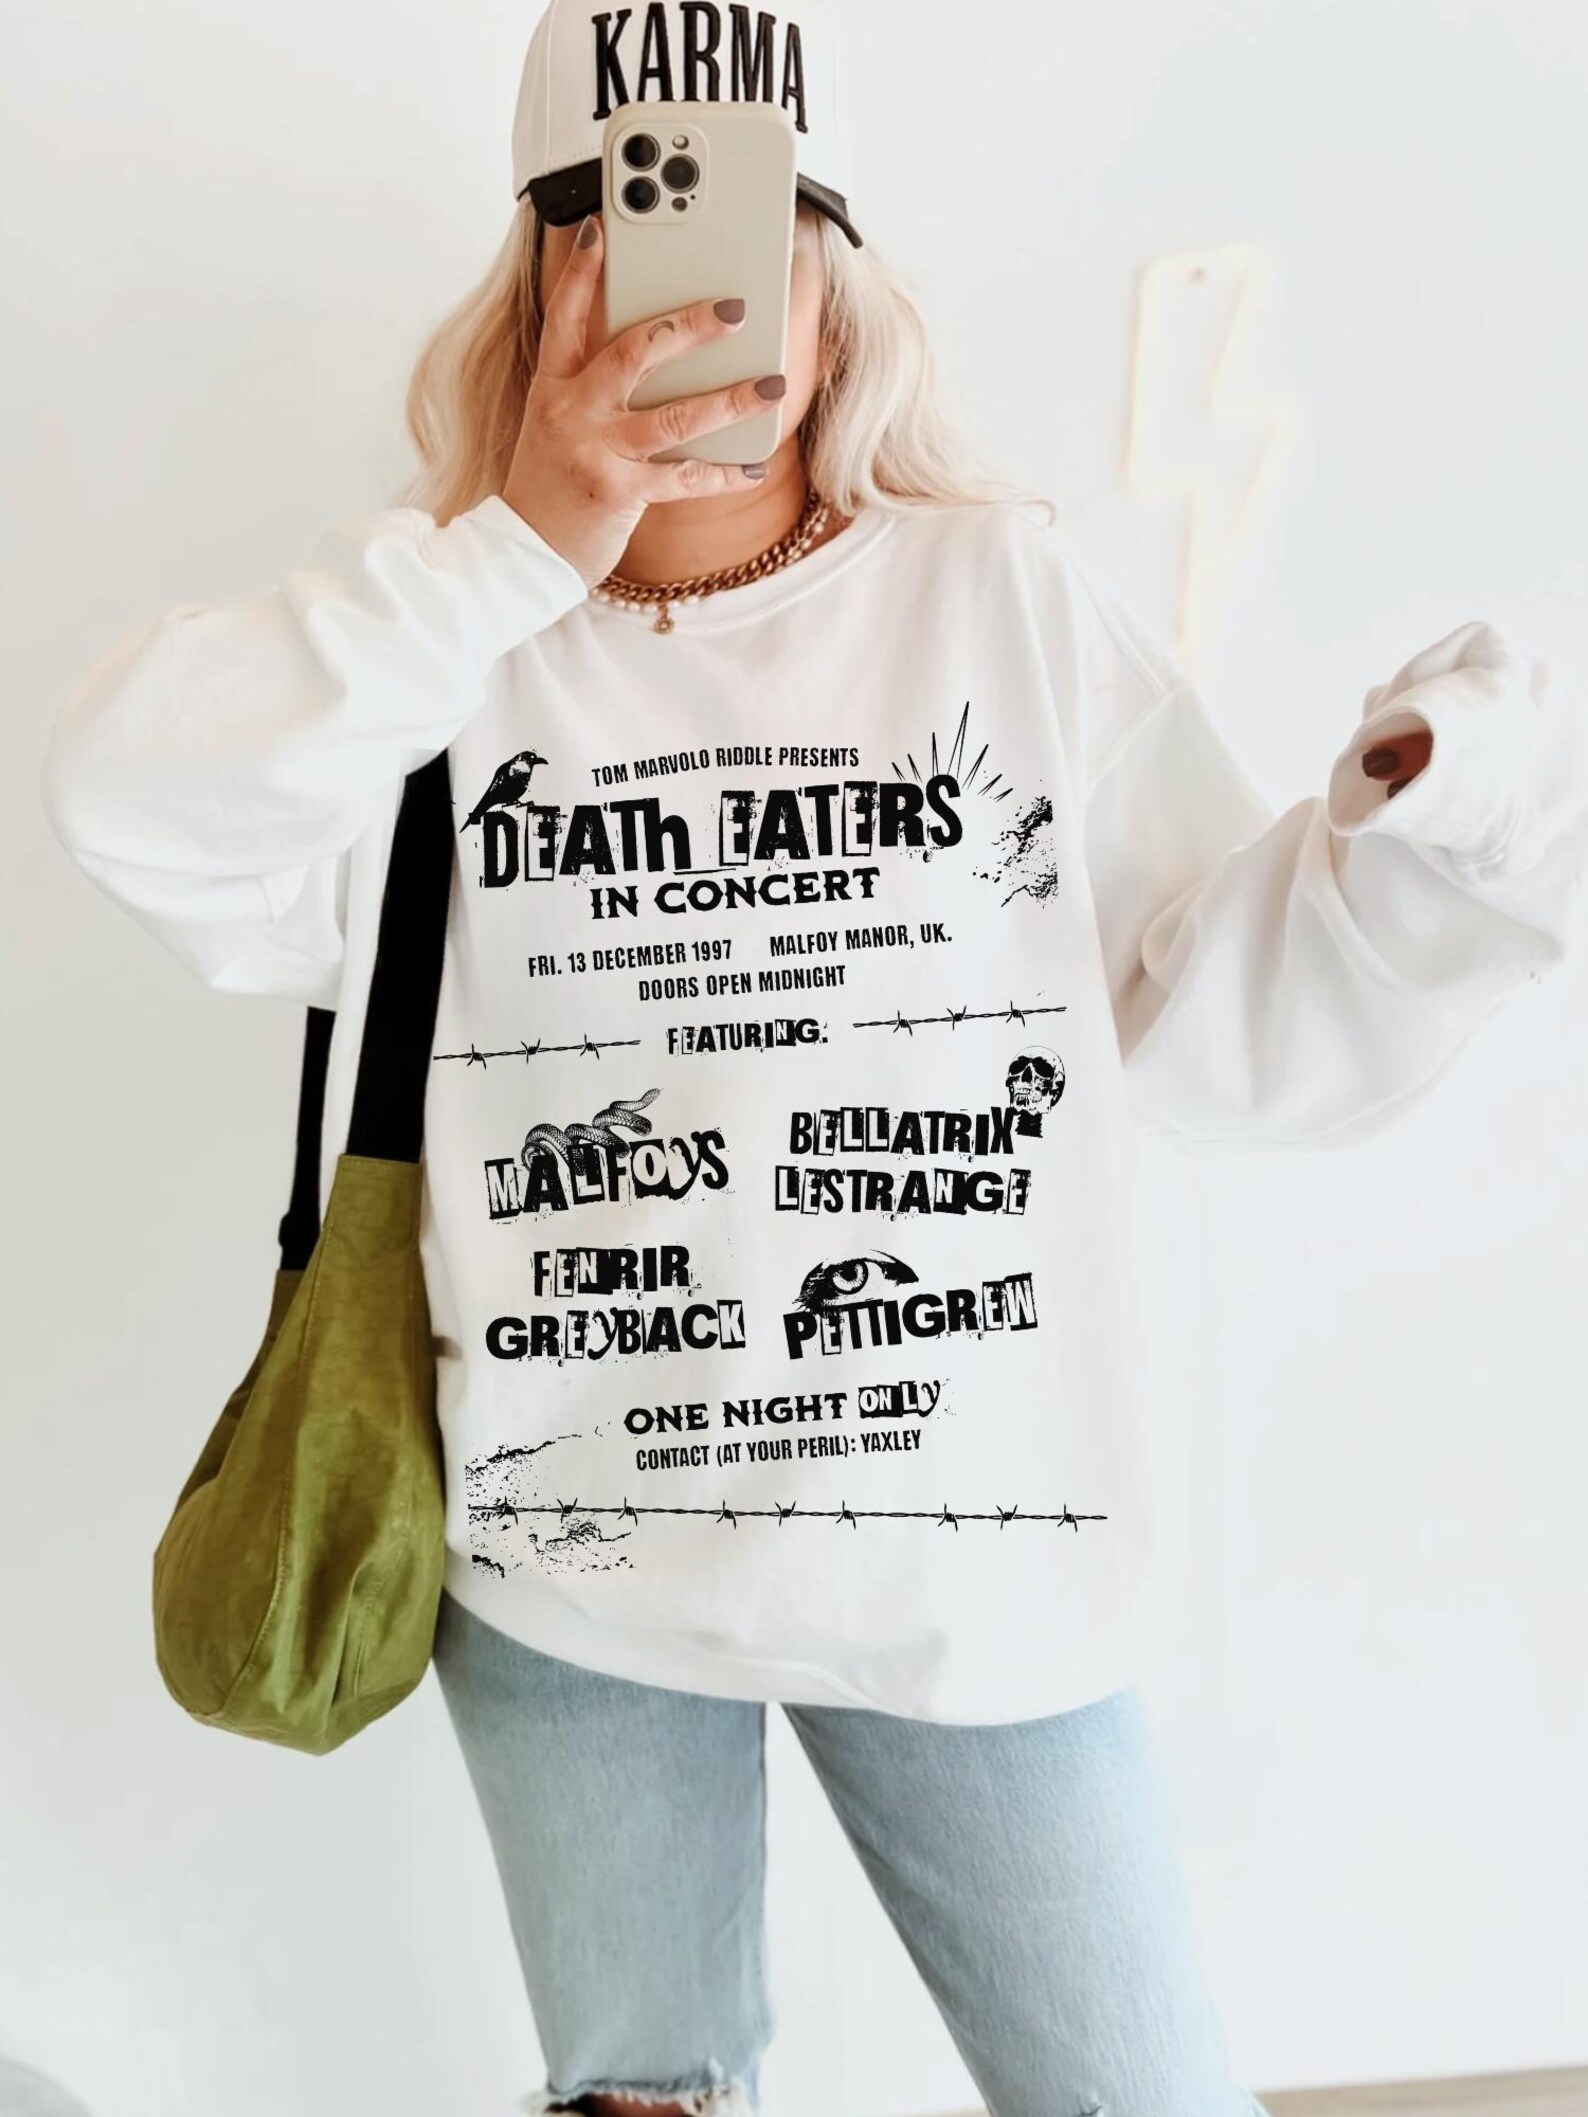 KARMA
TOM MARVOLO RIDDLE PRESENTS
DEATh EATERS
IN CONCERT
FRI. 13 DECEMBER 1997 MALFOY MANOR, UK.
DOORS OPEN MIDNIGHT
FEATURING:
MALFOyS
BELLATRIX
LESTRANGE
FENRIR
GREyBACK
PETTIGREW
ONE NIGHT ONLy
CONTACT (AT YOUR PERIL): YAXLEY